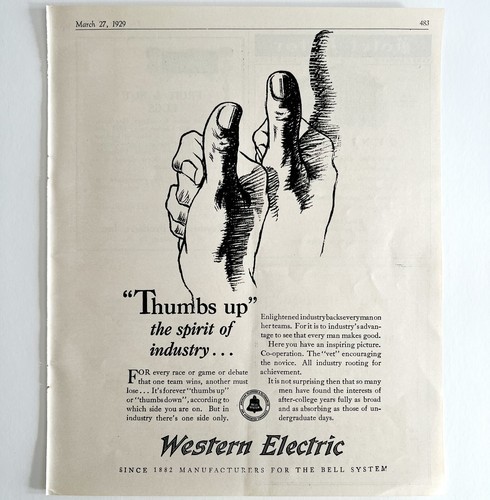 March 27, 1929
483
"Thumbs up"
the spirit of
industry...
FOR every race or game or debate
that one team wins, another must
lose... It's forever "thumbs up"
or "thumbs down", according to
which side you are on. But in
industry there's one side only.
Enlightened industry backs every man on
her teams. For it is to industry's advan-
tage to see that every man makes good.
Here you have an inspiring picture.
Co-operation. The "vet" encouraging
the novice. All industry rooting for
achievement.
It is not surprising then that so many
men have found the interests of
after-college years fully as broad
and as absorbing as those of un-
dergraduate days.
Western Electric
SINCE 1882 MANUFACTURERS FOR THE BELL SYSTEM